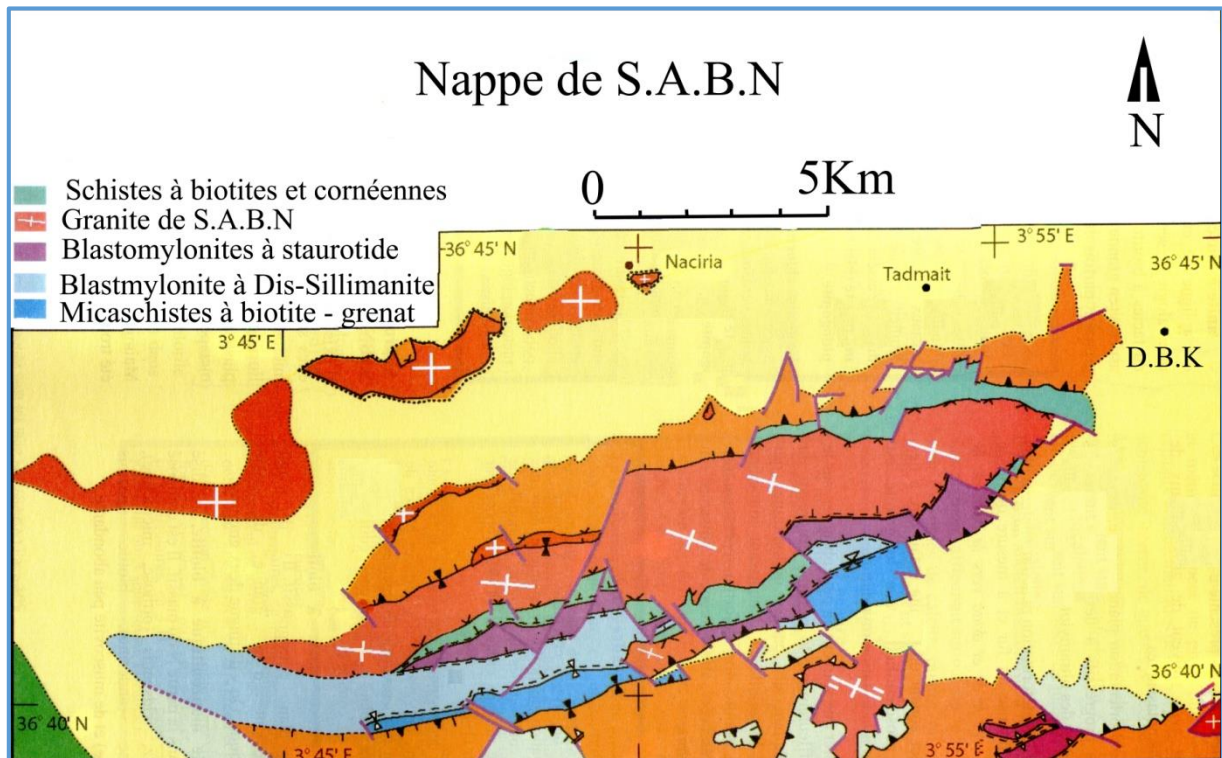 Nappe de S.A.B.N
N
0 5Km
Schistes à biotites et cornéennes
Granite de S.A.B.N
Blastomylonites à staurotide
Blastmylonite à Dis-Sillimanite
Micaschistes à biotite - grenat
36° 45' N
Naciria
3° 55' E
Tadmait
36° 45' N
3° 45' E
D.B.K
36° 40' N
36° 40' N
3° 45' E
3° 55' E